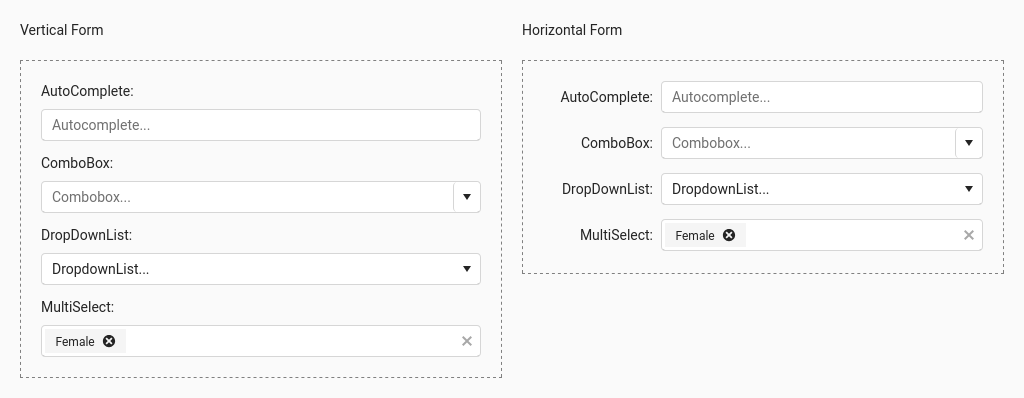 Vertical Form
AutoComplete:
Autocomplete...
ComboBox:
Combobox...
DropDownList:
DropdownList...
MultiSelect:
Female
Horizontal Form
AutoComplete: Autocomplete...
ComboBox: Combobox...
DropDownList: DropdownList...
MultiSelect: Female